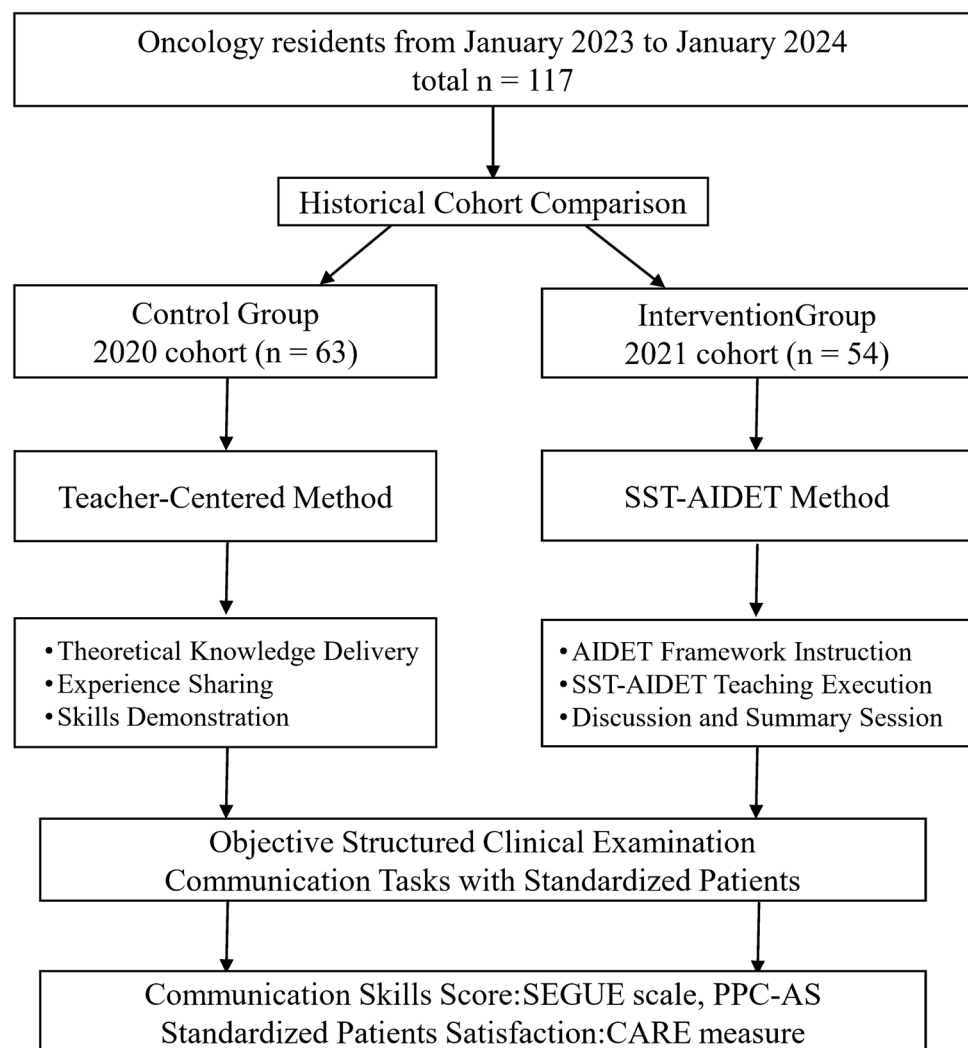 Oncology residents from January 2023 to January 2024
total n = 117
Historical Cohort Comparison
Control Group
2020 cohort (n = 63)
InterventionGroup
2021 cohort (n = 54)
Teacher-Centered Method
SST-AIDET Method
•Theoretical Knowledge Delivery
•Experience Sharing
•Skills Demonstration
•AIDET Framework Instruction
•SST-AIDET Teaching Execution
•Discussion and Summary Session
Objective Structured Clinical Examination
Communication Tasks with Standardized Patients
Communication Skills Score:SEGUE scale, PPC-AS
Standardized Patients Satisfaction:CARE measure